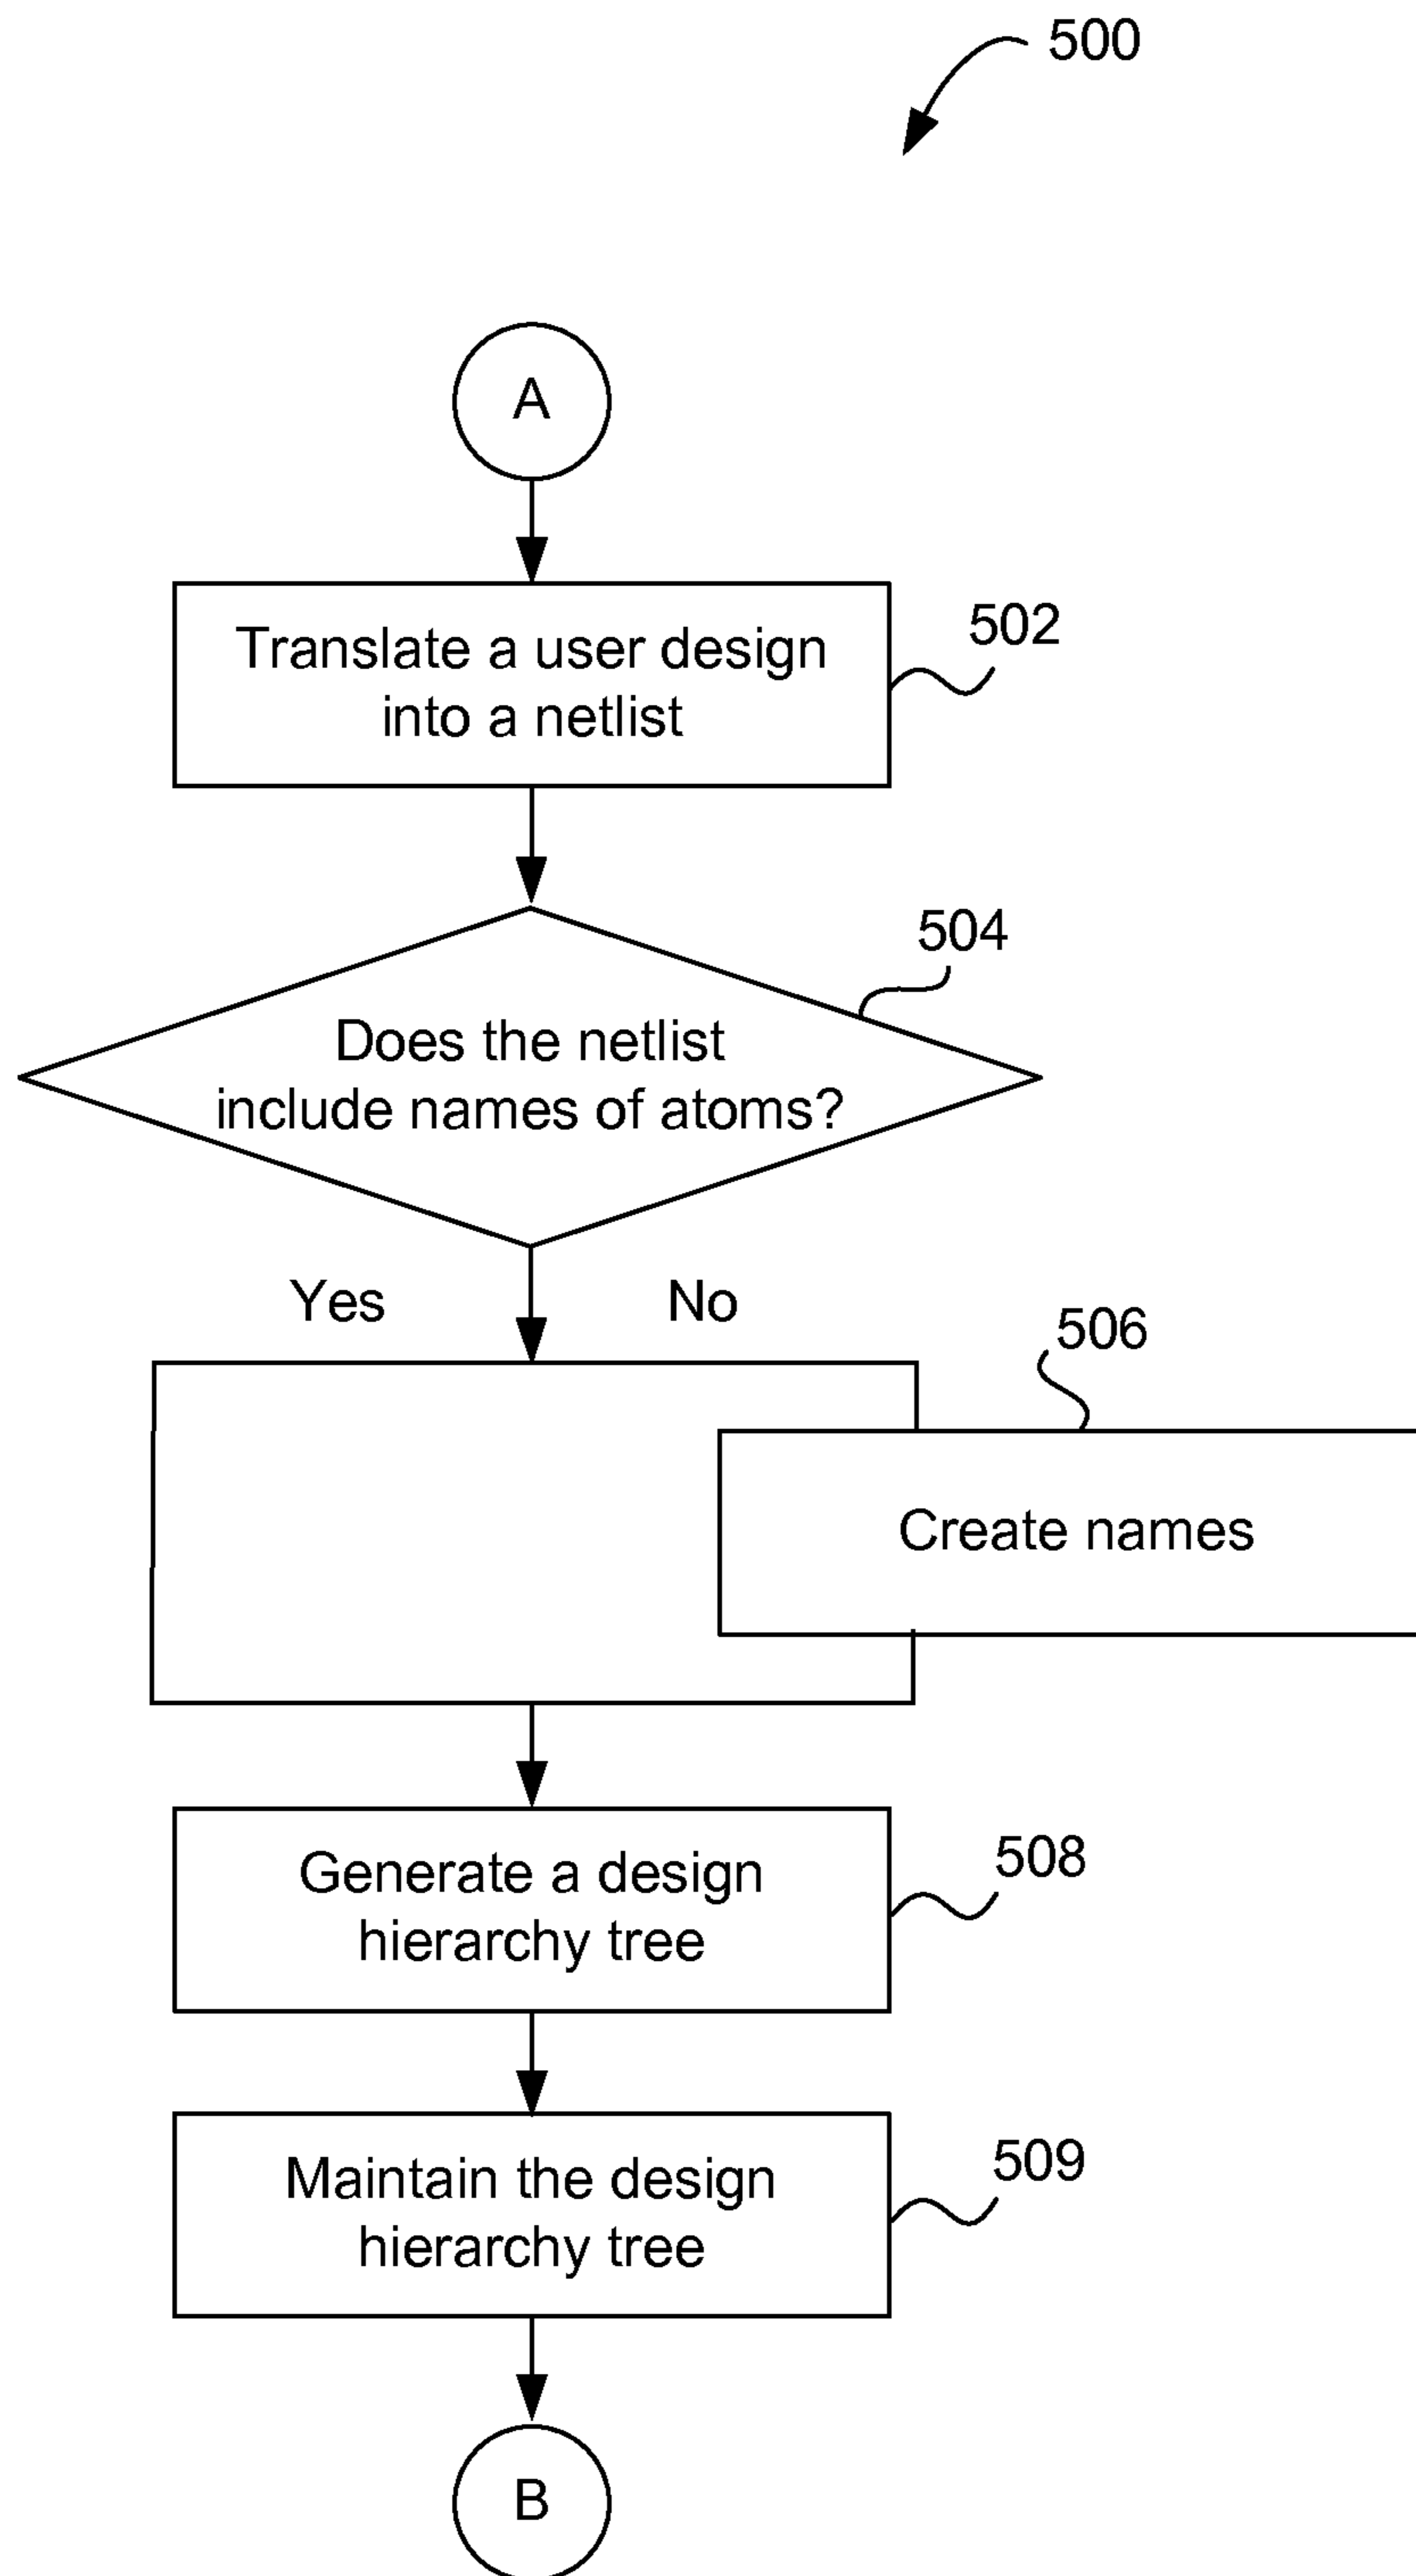 500
A
Translate a user design
into a netlist
502
504
Does the netlist
include names of atoms?
Yes
No
506
Create names
Generate a design
hierarchy tree
508
Maintain the design
hierarchy tree
509
B